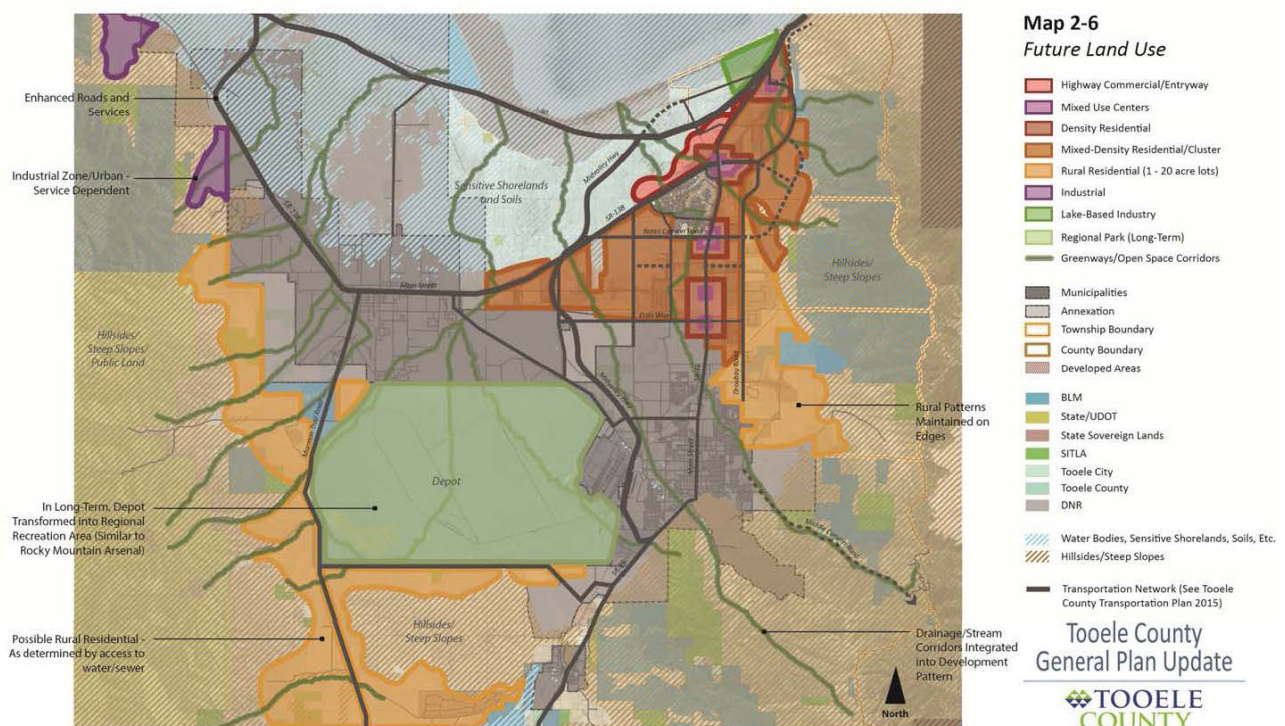 Map 2-6
Future Land Use
Highway Commercial/Entryway
Mixed Use Centers
Density Residential
Mixed-Density Residential/Cluster
Rural Residential (1 - 20 acre lots)
Industrial
Lake-Based Industry
Regional Park (Long-Term)
Greenways/Open Space Corridors
Municipalities
Annexation
Township Boundary
County Boundary
Developed Areas
BLM
State/UDOT
State Sovereign Lands
SITLA
Tooele City
Tooele County
DNR
Water Bodies, Sensitive Shorelands, Soils, Etc.
Hillsides/Steep Slopes
Transportation Network (See Tooele
County Transportation Plan 2015)
Tooele County
General Plan Update
TOOELE
COUNTY
Enhanced Roads and
Services
Industrial Zone/Urban -
Service Dependent
Hillsides/
Steep Slopes
Public Land
In Long-Term, Depot
Transformed into Regional
Recreation Area (Similar to
Rocky Mountain Arsenal)
Possible Rural Residential -
As determined by access to
water/sewer
Sensitive Shorelands
and Soils
Midvalley Hwy
SR-138
Main Street
Depot
Hillsides/
Steep Slopes
Hillsides/
Steep Slopes
Droubay Road
Rural Patterns
Maintained on
Edges
Drainage/Stream
Corridors Integrated
into Development
Pattern
North